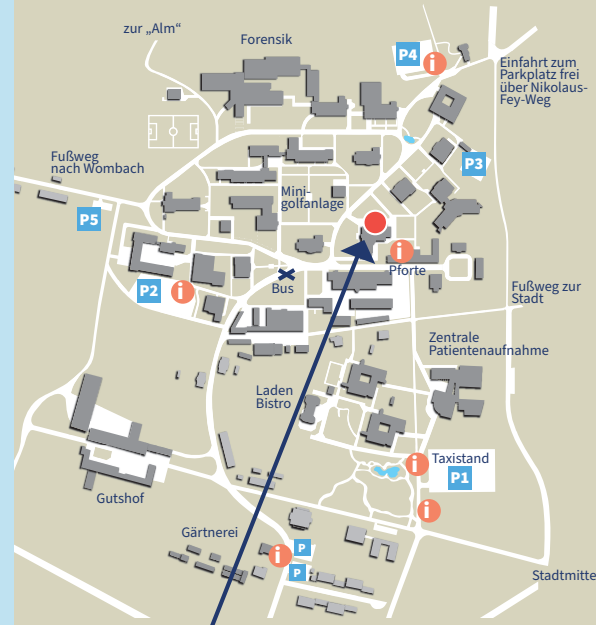 zur „Alm“
Forensik
P4
i
Einfahrt zum
Parkplatz frei
über Nikolaus-
Fey-Weg
Fußweg
nach Wombach
P3
Mini-
golfanlage
P5
i
Pforte
Bus
P2
i
Fußweg zur
Stadt
Zentrale
Patientenaufnahme
Laden
Bistro
i
Taxistand
P1
Gutshof
i
Gärtnerei
P
i
P
Stadtmitte